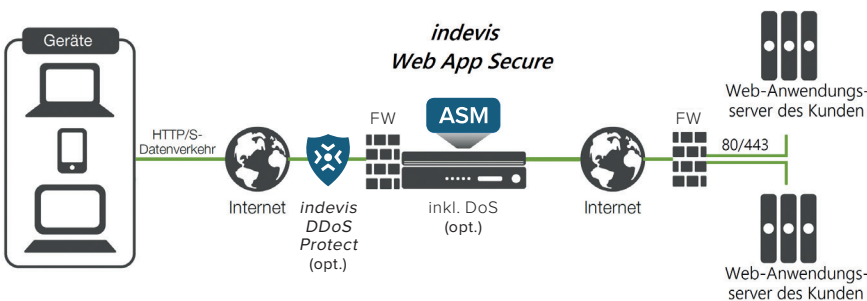 Geräte
HTTP/S-
Datenverkehr
Internet
indevis
DDoS
Protect
(opt.)
indevis
Web App Secure
FW
ASM
inkl. DoS
(opt.)
Internet
FW
80/443
Web-Anwendungs-
server des Kunden
Web-Anwendungs-
server des Kunden